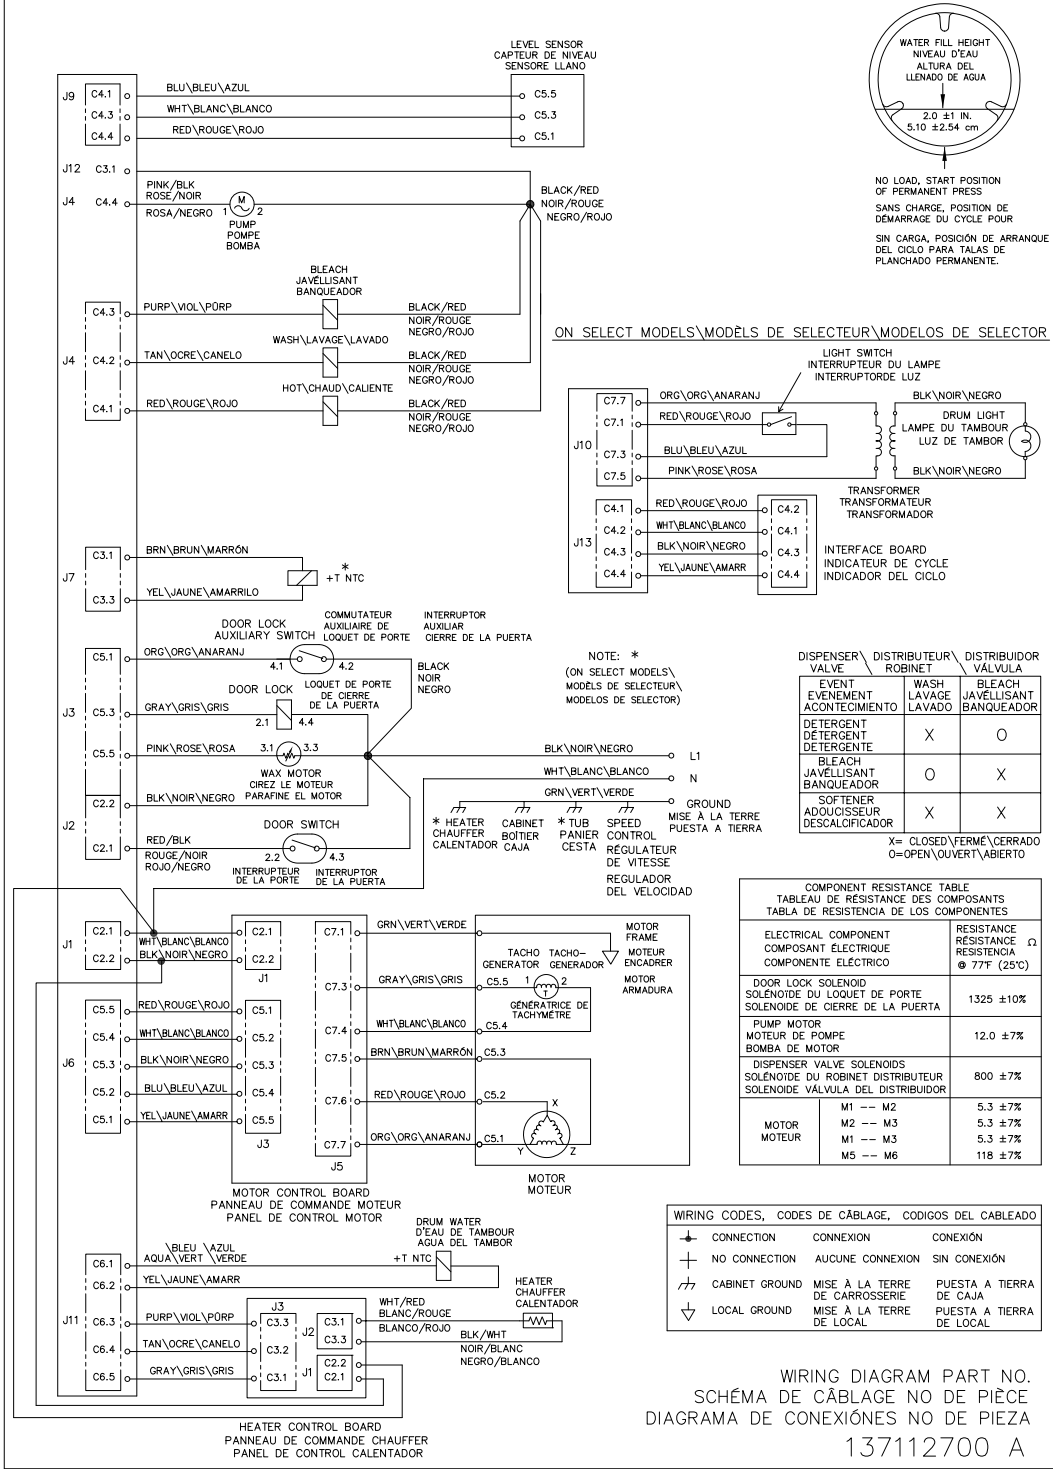 LEVEL SENSOR
CAPTEUR DE NIVEAU
SENSORE LLANO
J9
C4.1
BLU\BLEU\AZUL
C5.5
C4.3
WHT\BLANC\BLANCO
C5.3
C4.4
RED\ROUGE\ROJO
C5.1
J12
C3.1
J4
C4.4
PINK/BLK
ROSE/NOIR
ROSA/NEGRO
1
M
2
PUMP
POMPE
BOMBA
BLACK/RED
NOIR/ROUGE
NEGRO/ROJO
WATER FILL HEIGHT
NIVEAU D'EAU
ALTURA DEL
LLENADO DE AGUA
2.0 ±1 IN.
5.10 ±2.54 cm
NO LOAD, START POSITION
OF PERMANENT PRESS
SANS CHARGE, POSITION DE
DÉMARRAGE DU CYCLE POUR
SIN CARGA, POSICIÓN DE ARRANQUE
DEL CICLO PARA TALAS DE
PLANCHADO PERMANENTE.
BLEACH
JAVÉLLISANT
BANQUEADOR
J4
C4.3
PURP\VIOL\PÚRP
BLACK/RED
NOIR/ROUGE
NEGRO/ROJO
WASH\LAVAGE\LAVADO
C4.2
TAN\OCRE\CANELO
BLACK/RED
NOIR/ROUGE
NEGRO/ROJO
HOT\CHAUD\CALIENTE
C4.1
RED\ROUGE\ROJO
BLACK/RED
NOIR/ROUGE
NEGRO/ROJO
ON SELECT MODELS\MODÈLS DE SELECTEUR\MODELOS DE SELECTOR
LIGHT SWITCH
INTERRUPTEUR DU LAMPE
INTERRUPTORDE LUZ
J10
C7.7
ORG\ORG\ANARANJ
C7.1
RED\ROUGE\ROJO
C7.3
BLU\BLEU\AZUL
C7.5
PINK\ROSE\ROSA
BLK\NOIR\NEGRO
DRUM LIGHT
LAMPE DU TAMBOUR
LUZ DE TAMBOR
BLK\NOIR\NEGRO
TRANSFORMER
TRANSFORMATEUR
TRANSFORMADOR
J13
C4.1
RED\ROUGE\ROJO
C4.2
C4.2
WHT\BLANC\BLANCO
C4.1
C4.3
BLK\NOIR\NEGRO
C4.3
C4.4
YEL\JAUNE\AMARR
C4.4
INTERFACE BOARD
INDICATEUR DE CYCLE
INDICADOR DEL CICLO
J7
C3.1
BRN\BRUN\MARRÓN
*
+T NTC
C3.3
YEL\JAUNE\AMARRILO
DOOR LOCK
AUXILIARY SWITCH
COMMUTATEUR
AUXILIAIRE DE
LOQUET DE PORTE
INTERRUPTOR
AUXILIAR
CIERRE DE LA PUERTA
J3
C5.1
ORG\ORG\ANARANJ
4.1
4.2
BLACK
NOIR
NEGRO
DOOR LOCK
LOQUET DE PORTE
DE CIERRE
DE LA PUERTA
C5.3
GRAY\GRIS\GRIS
2.1
4.4
C5.5
PINK\ROSE\ROSA
3.1
3.3
WAX MOTOR
CIREZ LE MOTEUR
PARAFINE EL MOTOR
J2
C2.2
BLK\NOIR\NEGRO
C2.1
RED/BLK
ROUGE/NOIR
ROJO/NEGRO
DOOR SWITCH
2.2
4.3
INTERRUPTEUR
DE LA PORTE
INTERRUPTOR
DE LA PUERTA
NOTE: *
(ON SELECT MODELS\
MODÈLS DE SELECTEUR\
MODELOS DE SELECTOR)
BLK\NOIR\NEGRO
L1
WHT\BLANC\BLANCO
N
GRN\VERT\VERDE
GROUND
MISE À LA TERRE
PUESTA A TIERRA
* HEATER
CHAUFFER
CALENTADOR
CABINET
BOÎTIER
CAJA
* TUB
PANIER
CESTA
SPEED
CONTROL
RÉGULATEUR
DE VITESSE
REGULADOR
DEL VELOCIDAD
DISPENSER\ DISTRIBUTEUR\ DISTRIBUIDOR
VALVE \ ROBINET \ VÁLVULA
EVENT
EVENEMENT
ACONTECIMIENTO
WASH
LAVAGE
LAVADO
BLEACH
JAVÉLLISANT
BANQUEADOR
DETERGENT
DÉTERGENT
DETERGENTE
X
O
BLEACH
JAVÉLLISANT
BANQUEADOR
O
X
SOFTENER
ADOUCISSEUR
DESCALCIFICADOR
X
X
X= CLOSED\FERMÉ\CERRADO
O=OPEN\OUVERT\ABIERTO
COMPONENT RESISTANCE TABLE
TABLEAU DE RÉSISTANCE DES COMPOSANTS
TABLA DE RESISTENCIA DE LOS COMPONENTES
ELECTRICAL COMPONENT
COMPOSANT ÉLECTRIQUE
COMPONENTE ELÉCTRICO
RESISTANCE
RÉSISTANCE Ω
RESISTENCIA
@ 77°F (25°C)
DOOR LOCK SOLENOID
SOLÉNOÏDE DU LOQUET DE PORTE
SOLENOIDE DE CIERRE DE LA PUERTA
1325 ±10%
PUMP MOTOR
MOTEUR DE POMPE
BOMBA DE MOTOR
12.0 ±7%
DISPENSER VALVE SOLENOIDS
SOLÉNOÏDE DU ROBINET DISTRIBUTEUR
SOLENOIDE VÁLVULA DEL DISTRIBUIDOR
800 ±7%
MOTOR
MOTEUR
M1 -- M2
5.3 ±7%
M2 -- M3
5.3 ±7%
M1 -- M3
5.3 ±7%
M5 -- M6
118 ±7%
J1
C2.1
WHT\BLANC\BLANCO
C2.1
C2.2
BLK\NOIR\NEGRO
C2.2
J1
J6
C5.5
RED\ROUGE\ROJO
C5.1
C5.4
WHT\BLANC\BLANCO
C5.2
C5.3
BLK\NOIR\NEGRO
C5.3
C5.2
BLU\BLEU\AZUL
C5.4
C5.1
YEL\JAUNE\AMARR
C5.5
J3
C7.1
GRN\VERT\VERDE
C7.3
GRAY\GRIS\GRIS
C5.5
C7.4
WHT\BLANC\BLANCO
C5.4
C7.5
BRN\BRUN\MARRÓN
C5.3
C7.6
RED\ROUGE\ROJO
C5.2
C7.7
ORG\ORG\ANARANJ
C5.1
J5
MOTOR
FRAME
MOTEUR
ENCADRER
MOTOR
ARMADURA
TACHO
GENERATOR
TACHO-
GENERADOR
1
T
2
GÉNÉRATRICE DE
TACHYMÉTRE
X
Y
Z
MOTOR
MOTEUR
MOTOR CONTROL BOARD
PANNEAU DE COMMANDE MOTEUR
PANEL DE CONTROL MOTOR
DRUM WATER
D'EAU DE TAMBOUR
AGUA DEL TAMBOR
J11
C6.1
\BLEU \AZUL
AQUA\VERT \VERDE
+T NTC
C6.2
YEL\JAUNE\AMARR
C6.3
PURP\VIOL\PÚRP
C6.4
TAN\OCRE\CANELO
C6.5
GRAY\GRIS\GRIS
J3
C3.3
C3.2
C3.1
J2
C3.1
C3.3
J1
C2.2
C2.1
WHT/RED
BLANC/ROUGE
BLANCO/ROJO
HEATER
CHAUFFER
CALENTADOR
BLK/WHT
NOIR/BLANC
NEGRO/BLANCO
HEATER CONTROL BOARD
PANNEAU DE COMMANDE CHAUFFER
PANEL DE CONTROL CALENTADOR
WIRING CODES, CODES DE CÂBLAGE, CODIGOS DEL CABLEADO
CONNECTION CONNEXION CONEXIÓN
NO CONNECTION AUCUNE CONNEXION SIN CONEXIÓN
CABINET GROUND
MISE À LA TERRE
DE CARROSSERIE
PUESTA A TIERRA
DE CAJA
LOCAL GROUND
MISE À LA TERRE
DE LOCAL
PUESTA A TIERRA
DE LOCAL
WIRING DIAGRAM PART NO.
SCHÉMA DE CÂBLAGE NO DE PIÈCE
DIAGRAMA DE CONEXIÓNES NO DE PIEZA
137112700 A